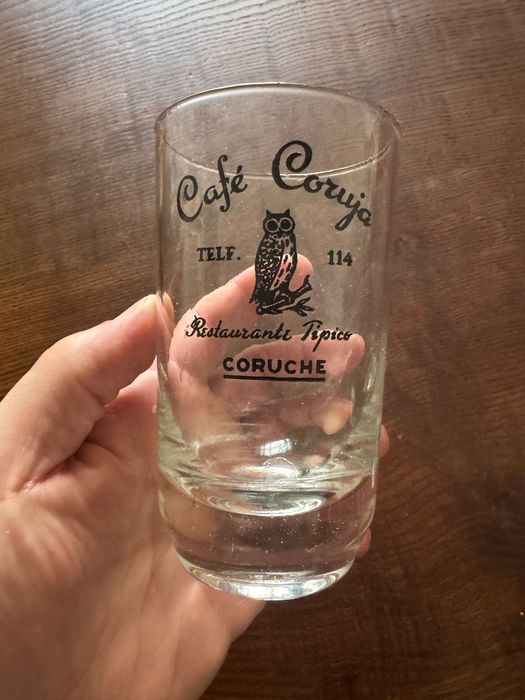 Café Coruja
TELF. 114
Restaurante Típico
CORUCHE